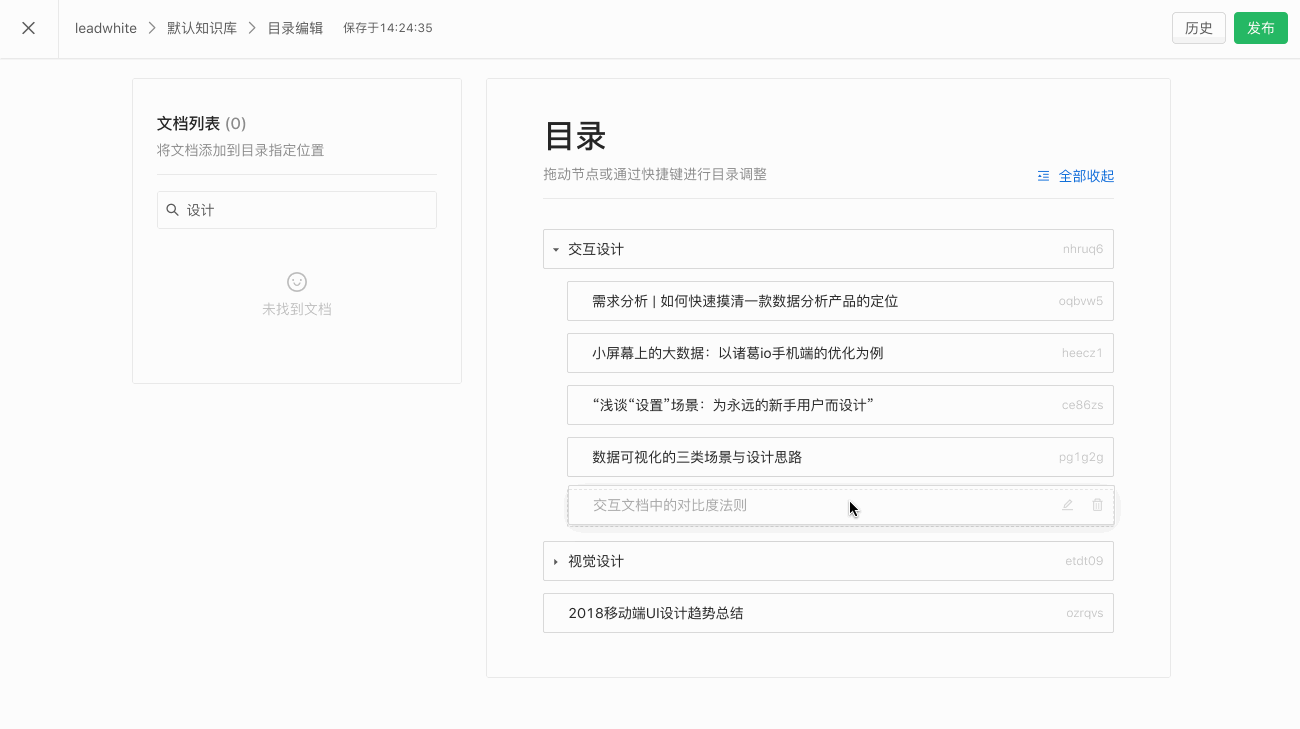 leadwhite 默认知识库 目录编辑 保存于14:24:35 历史 发布
文档列表 (0)
将文档添加到目录指定位置
设计
未找到文档
目录
拖动节点或通过快捷键进行目录调整
全部收起
交互设计 nhruq6
需求分析 | 如何快速摸清一款数据分析产品的定位 oqbvw5
小屏幕上的大数据：以诸葛io手机端的优化为例 heecz1
“浅谈“设置”场景：为永远的新手用户而设计” ce86zs
数据可视化的三类场景与设计思路 pg1g2g
交互文档中的对比度法则
视觉设计 etdt09
2018移动端UI设计趋势总结 ozrqvs